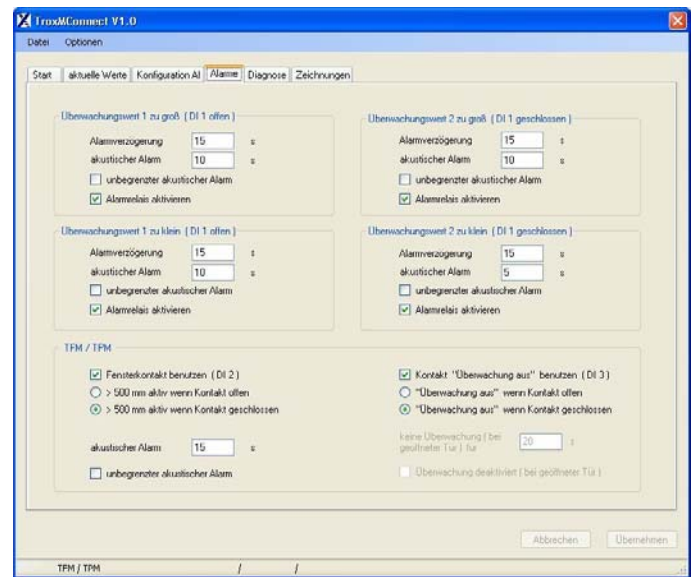 TroxMConnect V1.0
Datei Optionen
Start aktuelle Werte Konfiguration AI Alarme Diagnose Zeichnungen
Überwachungswert 1 zu groß ( DI 1 offen )
Alarmverzögerung 15 s
akustischer Alarm 10 s
unbegrenzter akustischer Alarm
Alarmrelais aktivieren
Überwachungswert 2 zu groß ( DI 1 geschlossen )
Alarmverzögerung 15 s
akustischer Alarm 10 s
unbegrenzter akustischer Alarm
Alarmrelais aktivieren
Überwachungswert 1 zu klein ( DI 1 offen )
Alarmverzögerung 15 s
akustischer Alarm 10 s
unbegrenzter akustischer Alarm
Alarmrelais aktivieren
Überwachungswert 2 zu klein ( DI 1 geschlossen )
Alarmverzögerung 15 s
akustischer Alarm 5 s
unbegrenzter akustischer Alarm
Alarmrelais aktivieren
TFM / TPM
Fensterkontakt benutzen ( DI 2 )
> 500 mm aktiv wenn Kontakt offen
> 500 mm aktiv wenn Kontakt geschlossen
akustischer Alarm 15 s
unbegrenzter akustischer Alarm
Kontakt "Überwachung aus" benutzen ( DI 3 )
"Überwachung aus" wenn Kontakt offen
"Überwachung aus" wenn Kontakt geschlossen
keine Überwachung ( bei
geöffneter Tür ) für 20 s
Überwachung deaktiviert ( bei geöffneter Tür )
Abbrechen Übernehmen
TFM / TPM / /